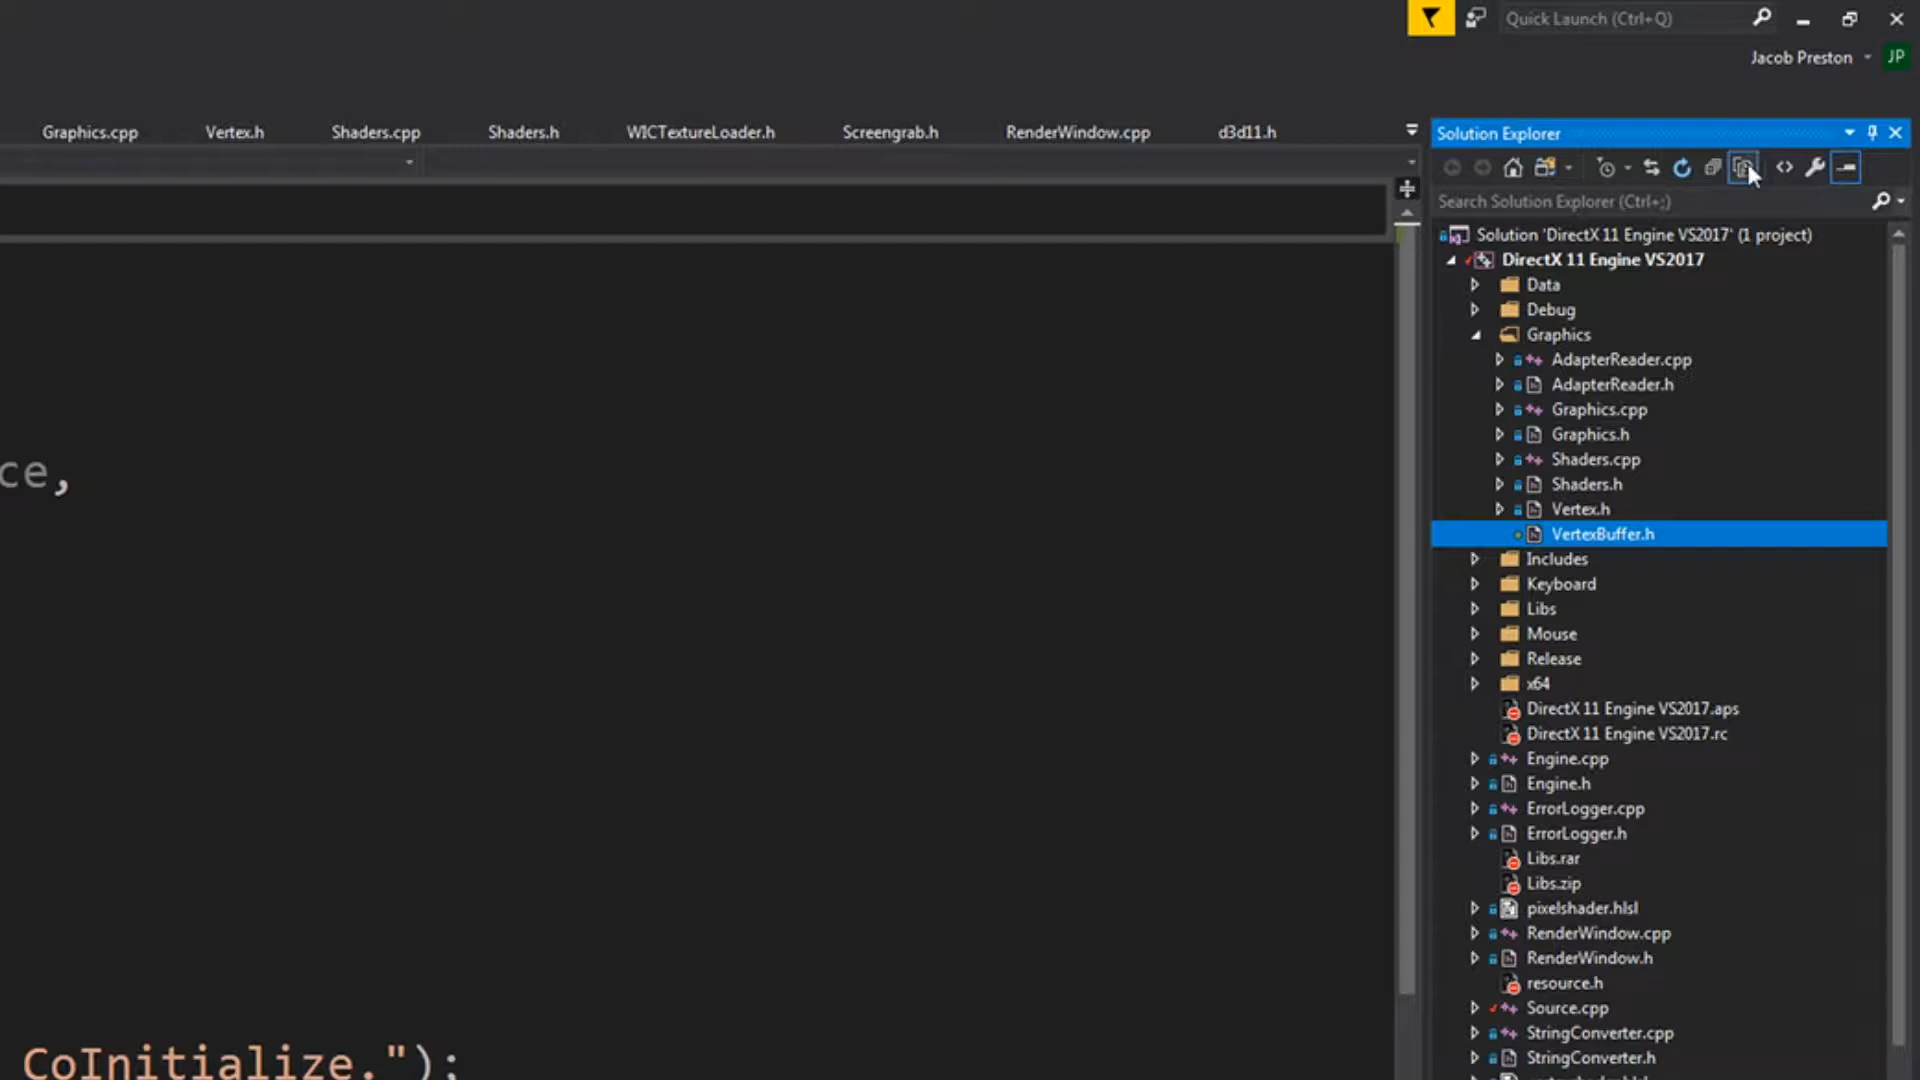 Quick Launch (Ctrl+Q)
Jacob Preston
JP
Graphics.cpp
Vertex.h
Shaders.cpp
Shaders.h
WICTextureLoader.h
Screengrab.h
RenderWindow.cpp
d3d11.h
Solution Explorer
Search Solution Explorer (Ctrl+;)
Solution 'DirectX 11 Engine VS2017' (1 project)
DirectX 11 Engine VS2017
Data
Debug
Graphics
AdapterReader.cpp
AdapterReader.h
Graphics.cpp
Graphics.h
Shaders.cpp
Shaders.h
Vertex.h
VertexBuffer.h
Includes
Keyboard
Libs
Mouse
Release
x64
DirectX 11 Engine VS2017.aps
DirectX 11 Engine VS2017.rc
Engine.cpp
Engine.h
ErrorLogger.cpp
ErrorLogger.h
Libs.rar
Libs.zip
pixelshader.hlsl
RenderWindow.cpp
RenderWindow.h
resource.h
Source.cpp
StringConverter.cpp
StringConverter.h
ce,
CoInitialize.");